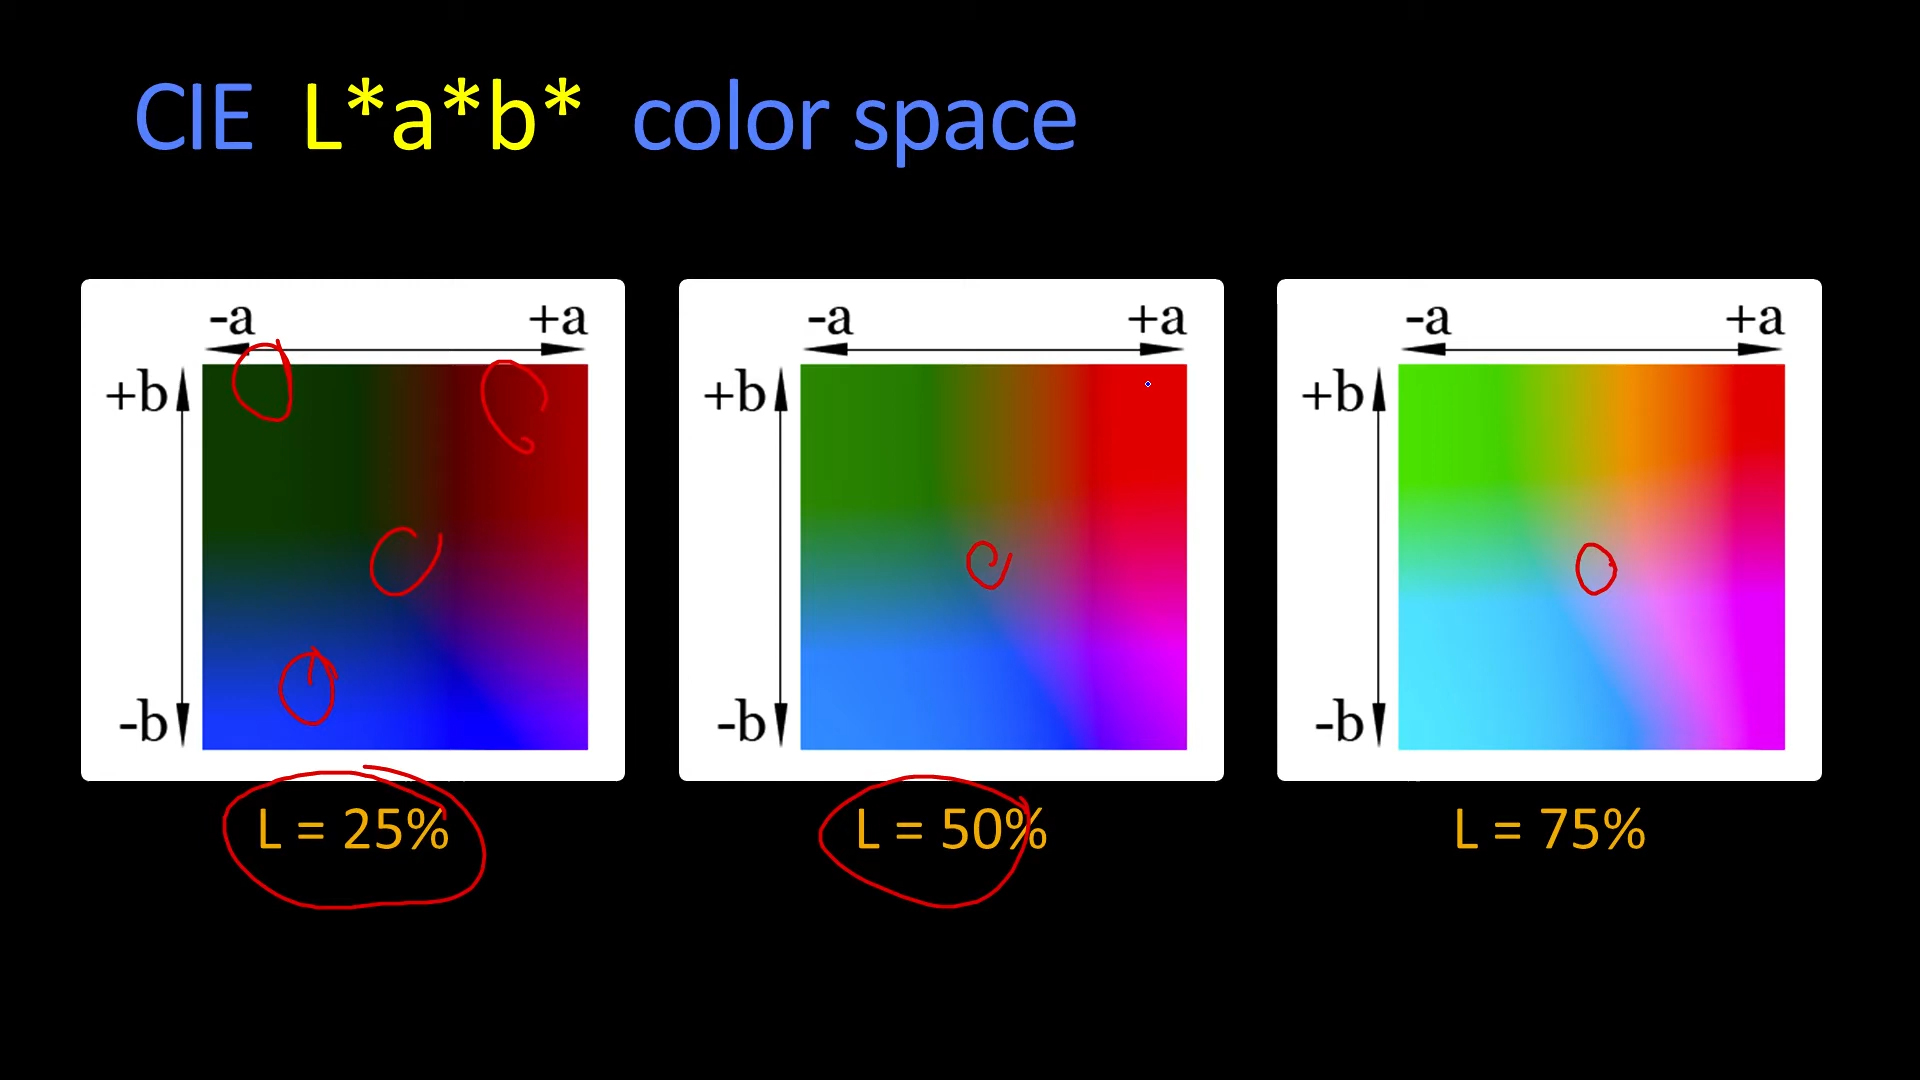 CIE L*a*b* color space
-a +a
+b
-b
L = 25%
-a +a
+b
-b
L = 50%
-a +a
+b
-b
L = 75%